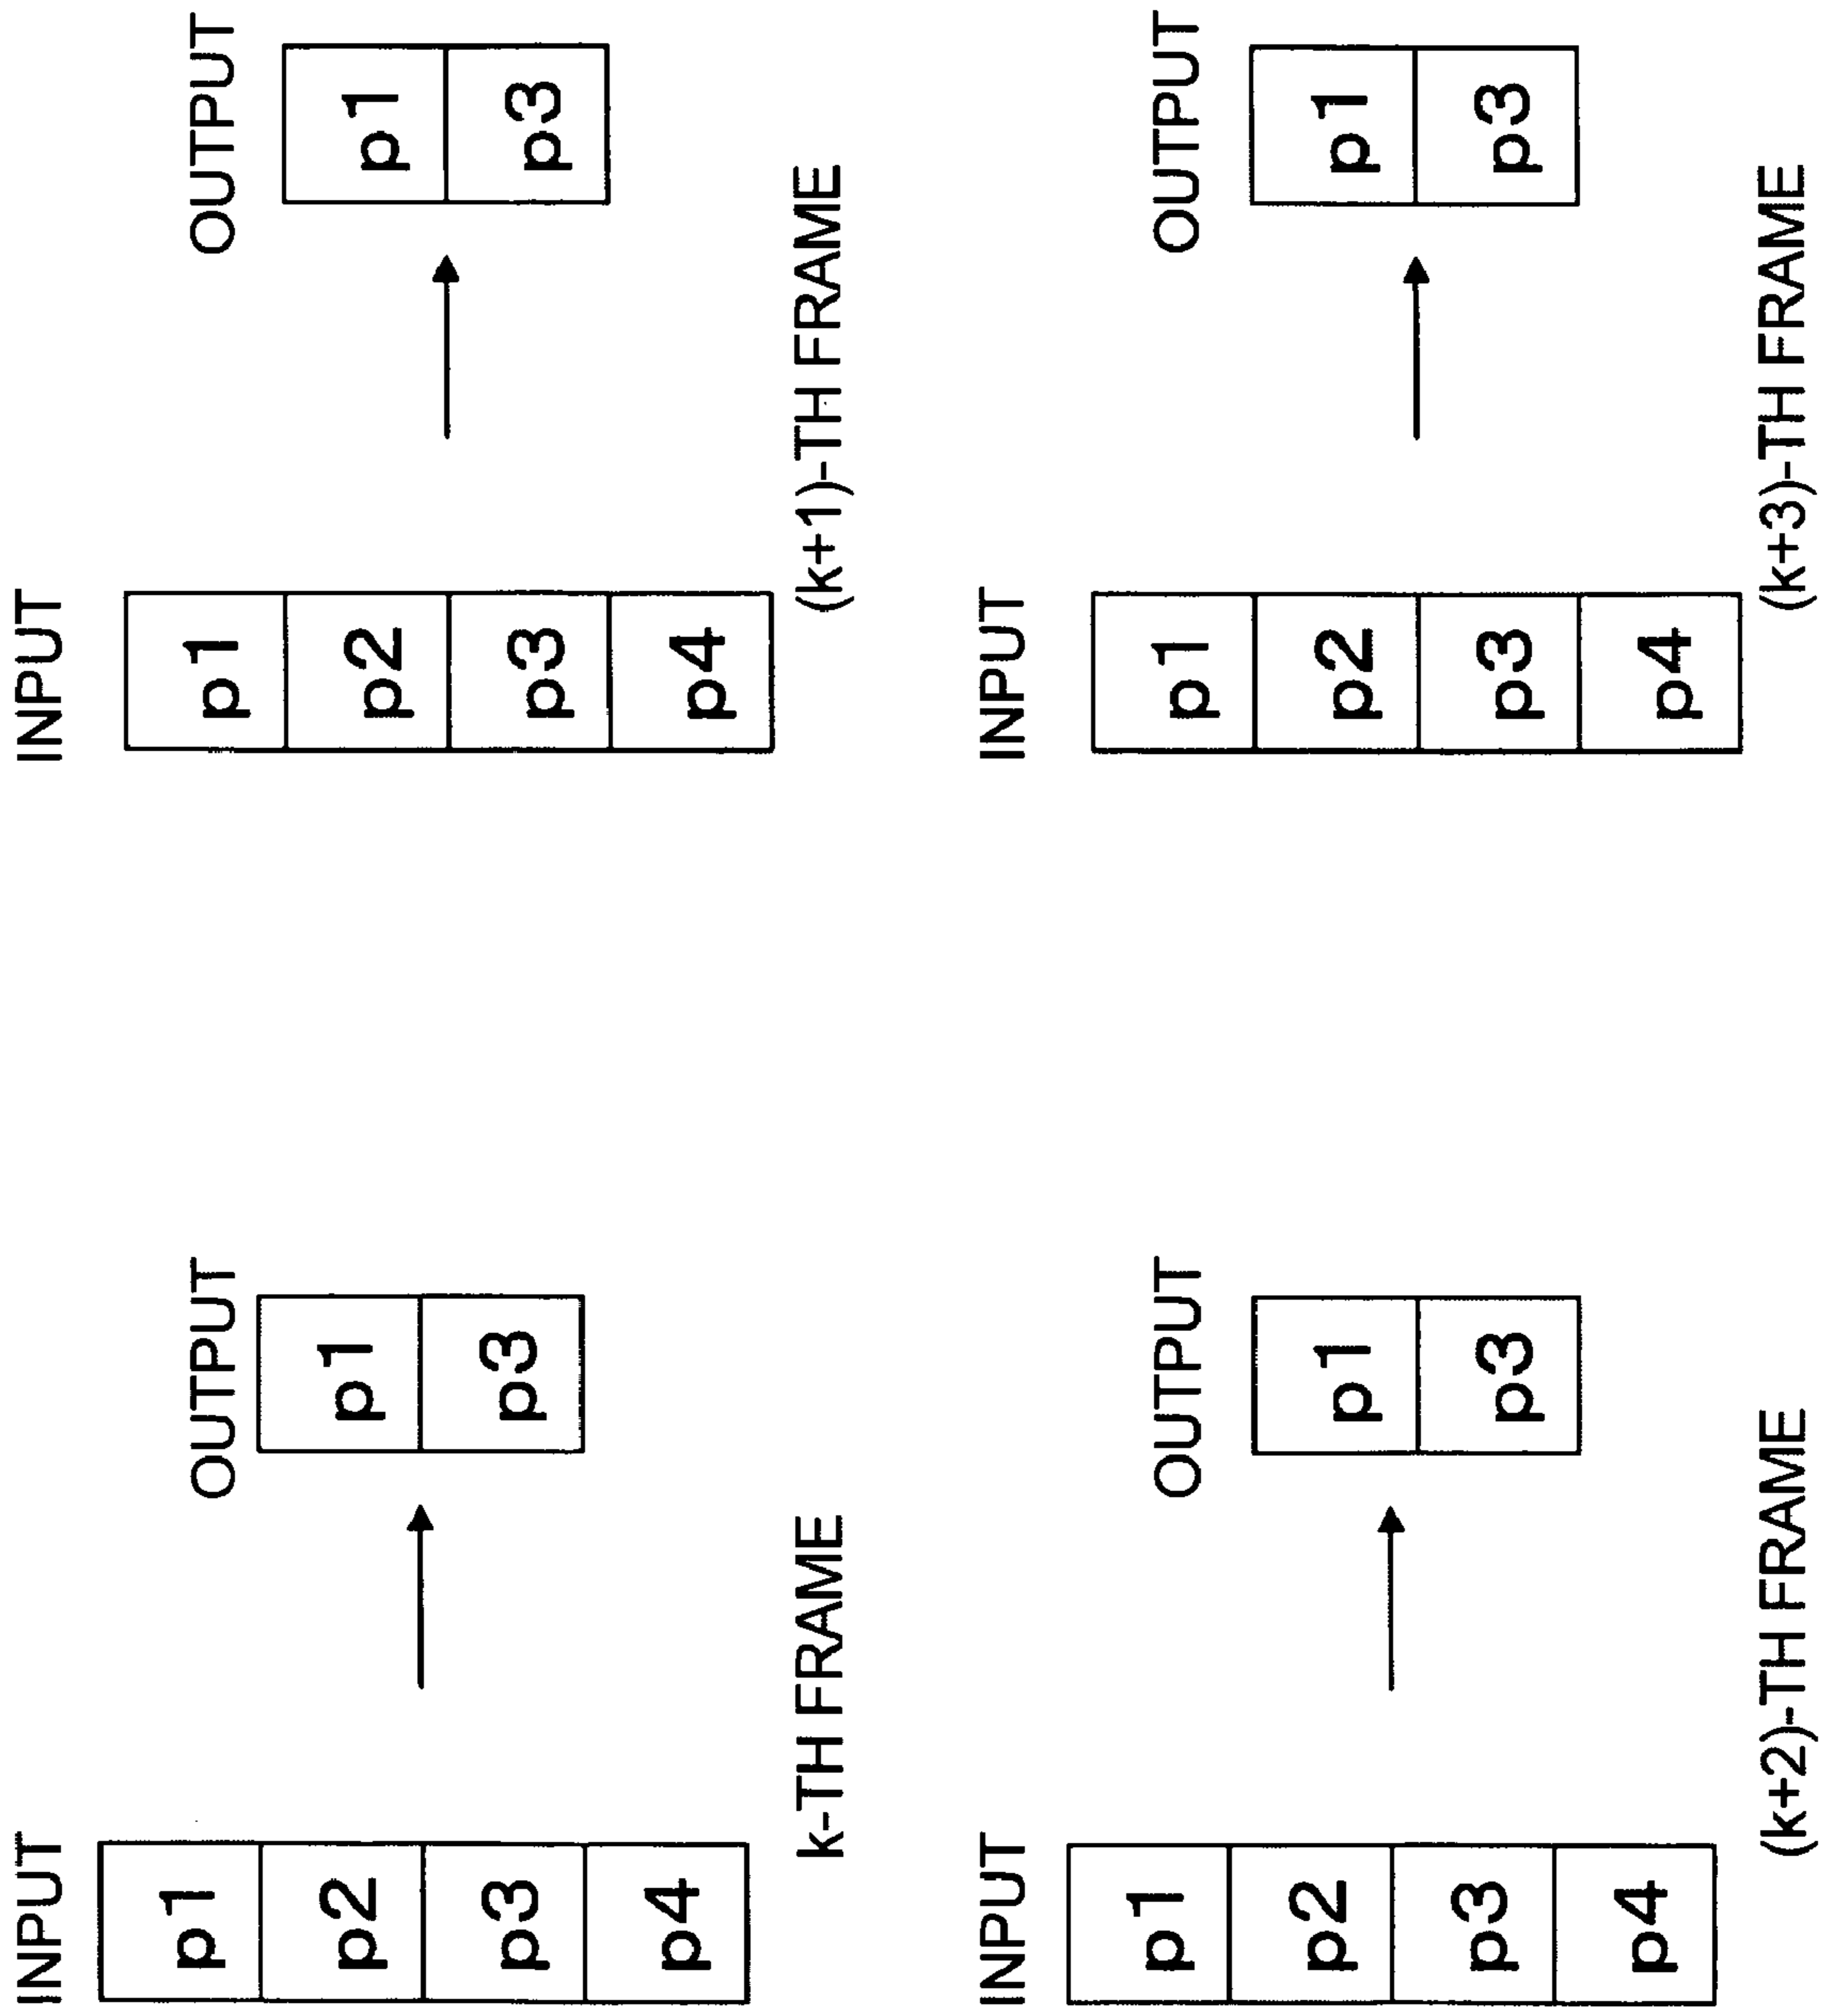 INPUT
OUTPUT
p1
p2
p3
p4
p1
p3
k-TH FRAME
INPUT
OUTPUT
p1
p2
p3
p4
p1
p3
(k+1)-TH FRAME
INPUT
OUTPUT
p1
p2
p3
p4
p1
p3
(k+2)-TH FRAME
INPUT
OUTPUT
p1
p2
p3
p4
p1
p3
(k+3)-TH FRAME